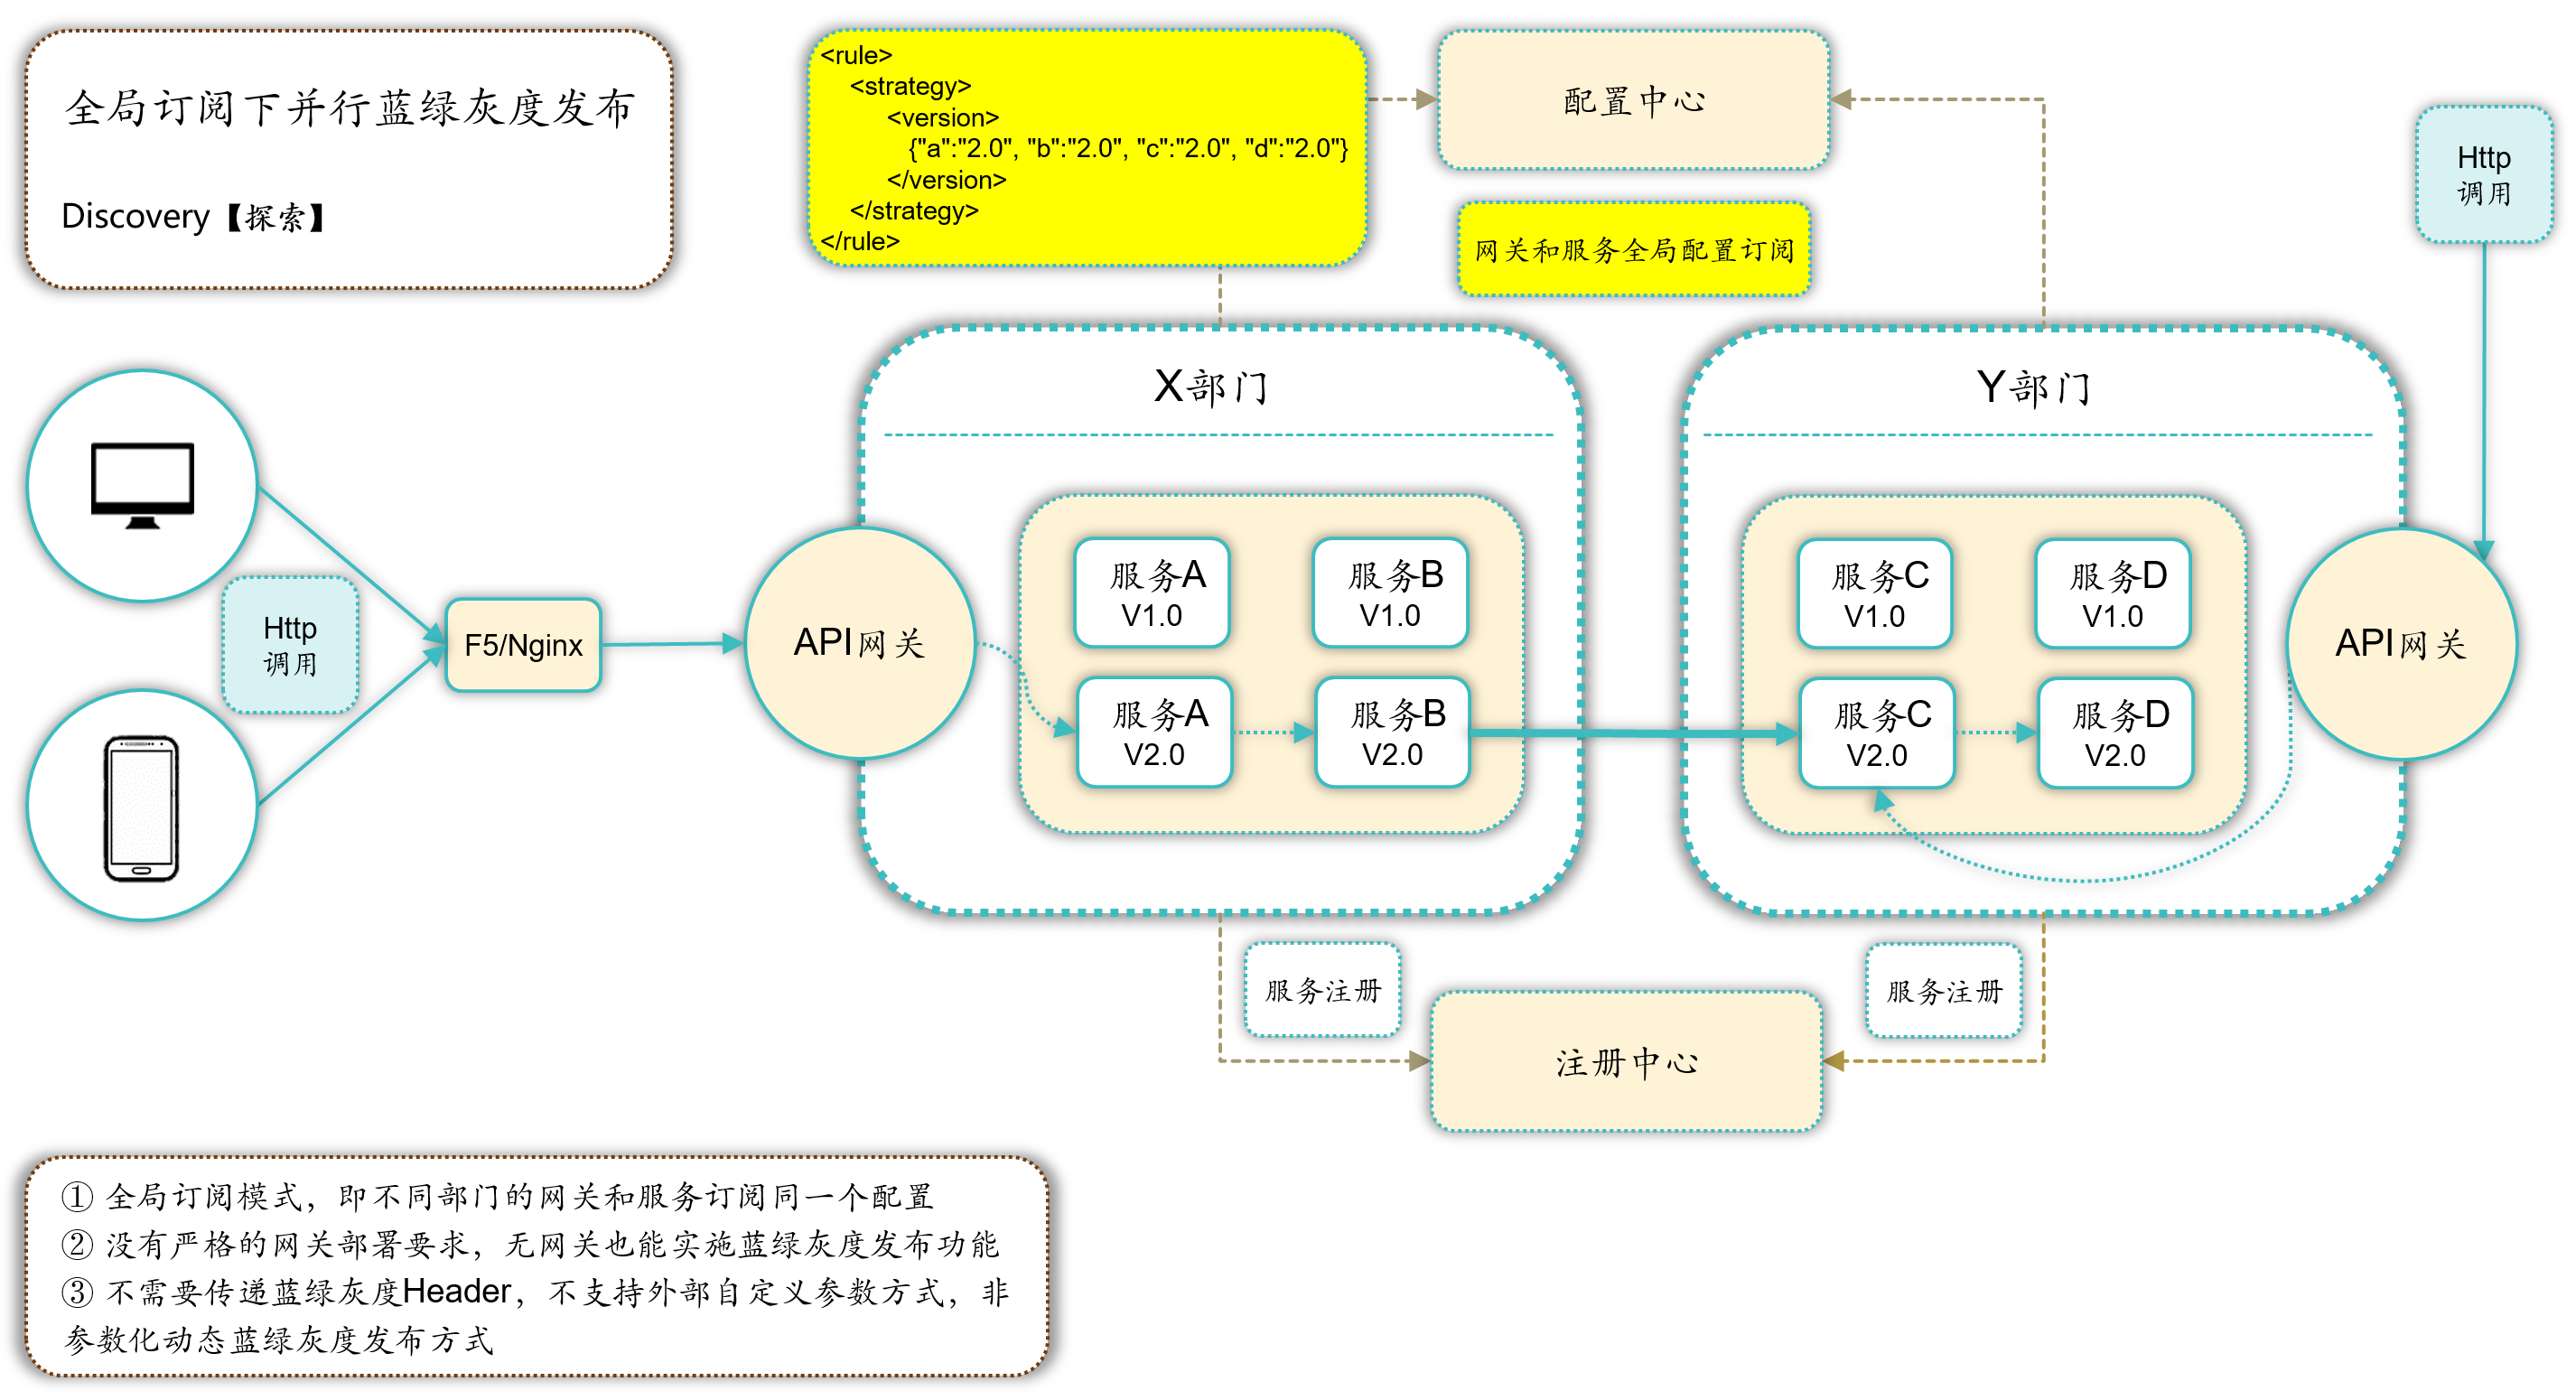 全局订阅下并行蓝绿灰度发布
Discovery【探索】
<rule>
<strategy>
<version>
{"a":"2.0", "b":"2.0", "c":"2.0", "d":"2.0"}
</version>
</strategy>
</rule>
配置中心
网关和服务全局配置订阅
Http
调用
X部门
Y部门
Http
调用
F5/Nginx
API网关
服务A
V1.0
服务B
V1.0
服务A
V2.0
服务B
V2.0
服务C
V1.0
服务D
V1.0
服务C
V2.0
服务D
V2.0
API网关
服务注册
服务注册
注册中心
① 全局订阅模式，即不同部门的网关和服务订阅同一个配置
② 没有严格的网关部署要求，无网关也能实施蓝绿灰度发布功能
③ 不需要传递蓝绿灰度Header，不支持外部自定义参数方式，非
参数化动态蓝绿灰度发布方式